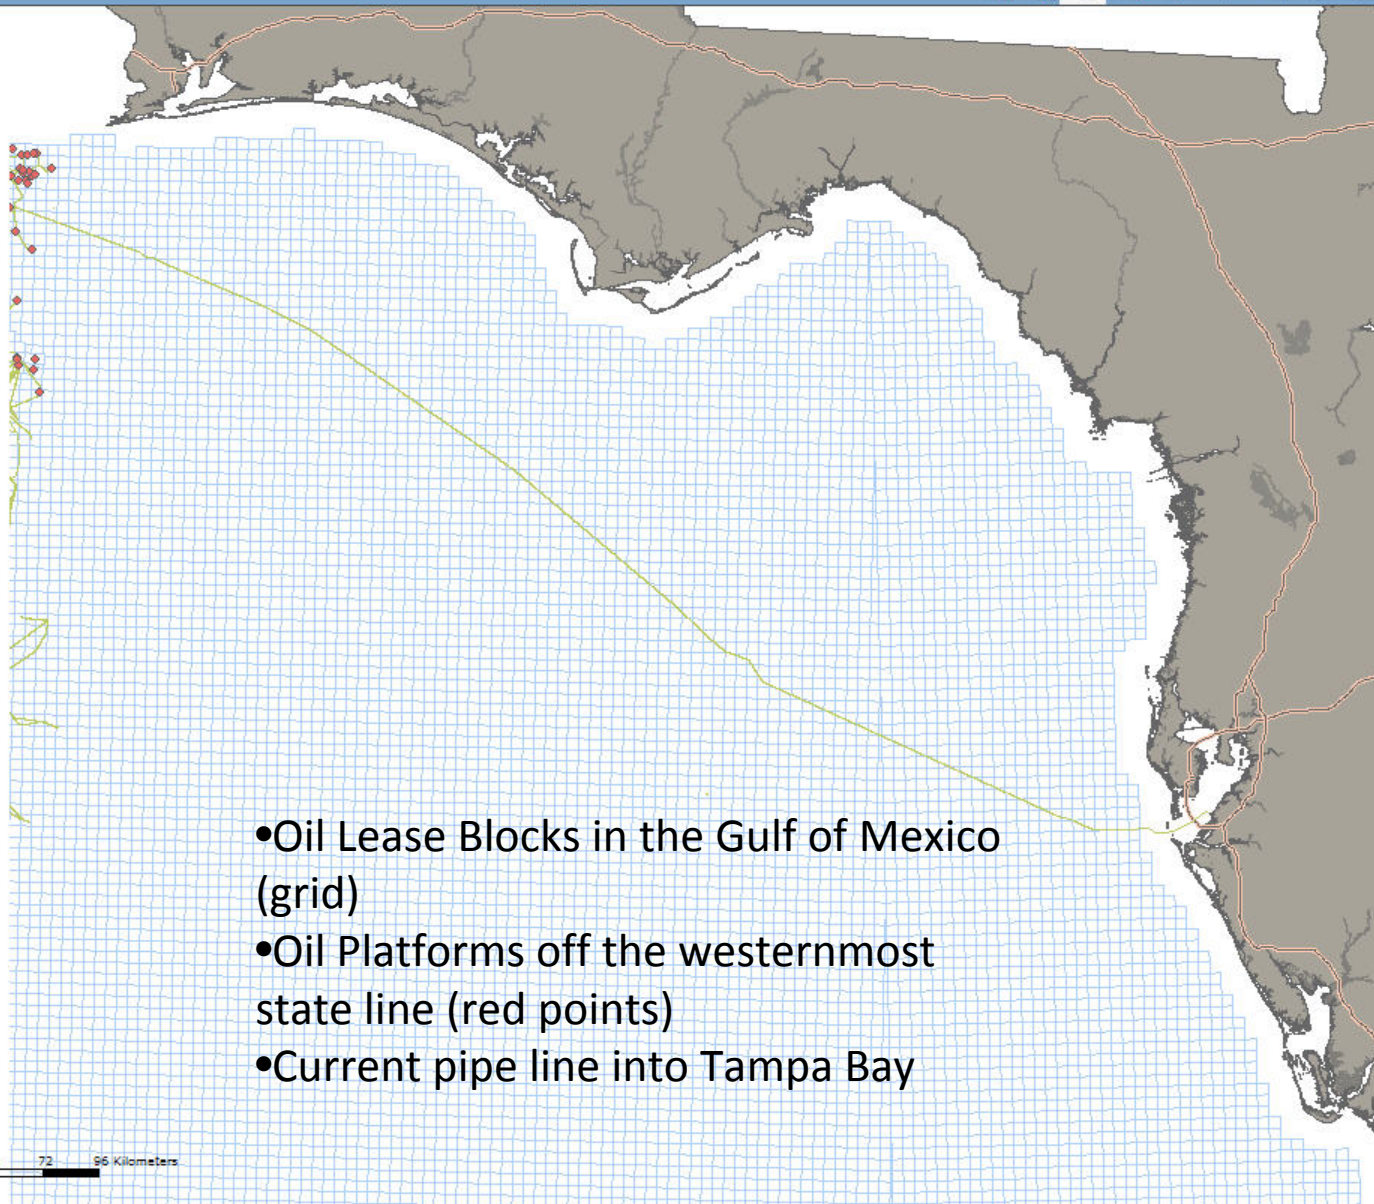 •Oil Lease Blocks in the Gulf of Mexico
(grid)
•Oil Platforms off the westernmost
state line (red points)
•Current pipe line into Tampa Bay
72 96 Kilometers